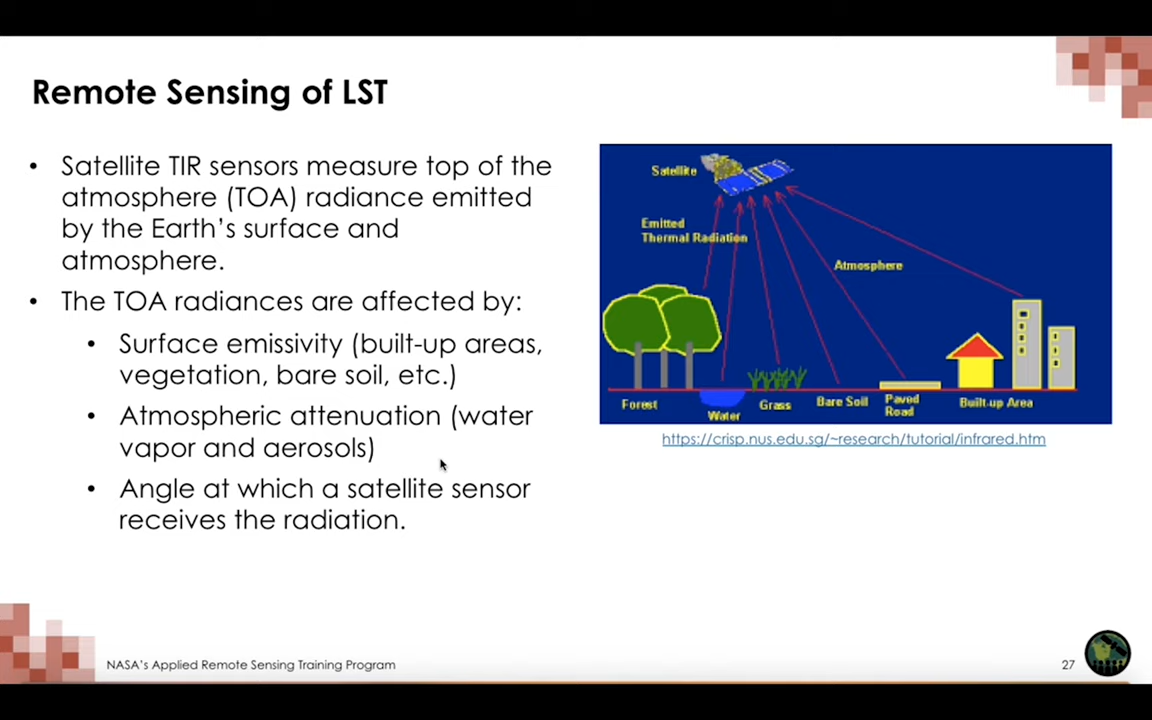 Remote Sensing of LST
• Satellite TIR sensors measure top of the
atmosphere (TOA) radiance emitted
by the Earth's surface and
atmosphere.
• The TOA radiances are affected by:
• Surface emissivity (built-up areas,
vegetation, bare soil, etc.)
• Atmospheric attenuation (water
vapor and aerosols)
• Angle at which a satellite sensor
receives the radiation.
Satellite
Emitted
Thermal Radiation
Atmosphere
Forest
Water
Grass
Bare Soil
Paved
Road
Built-up Area
https://crisp.nus.edu.sg/~research/tutorial/infrared.htm
NASA's Applied Remote Sensing Training Program
27